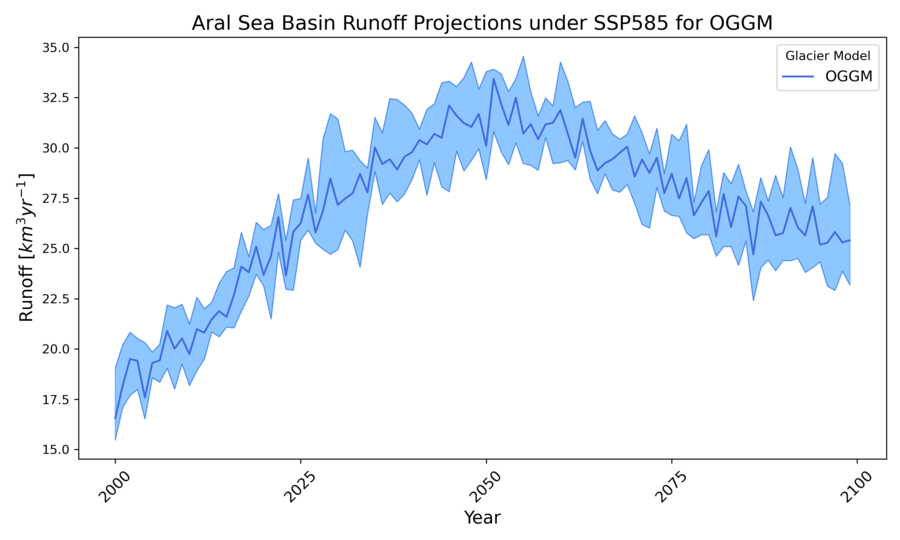 Aral Sea Basin Runoff Projections under SSP585 for OGGM
Glacier Model
OGGM
Runoff [km³yr⁻¹]
35.0
32.5
30.0
27.5
25.0
22.5
20.0
17.5
15.0
2000
2025
2050
2075
2100
Year